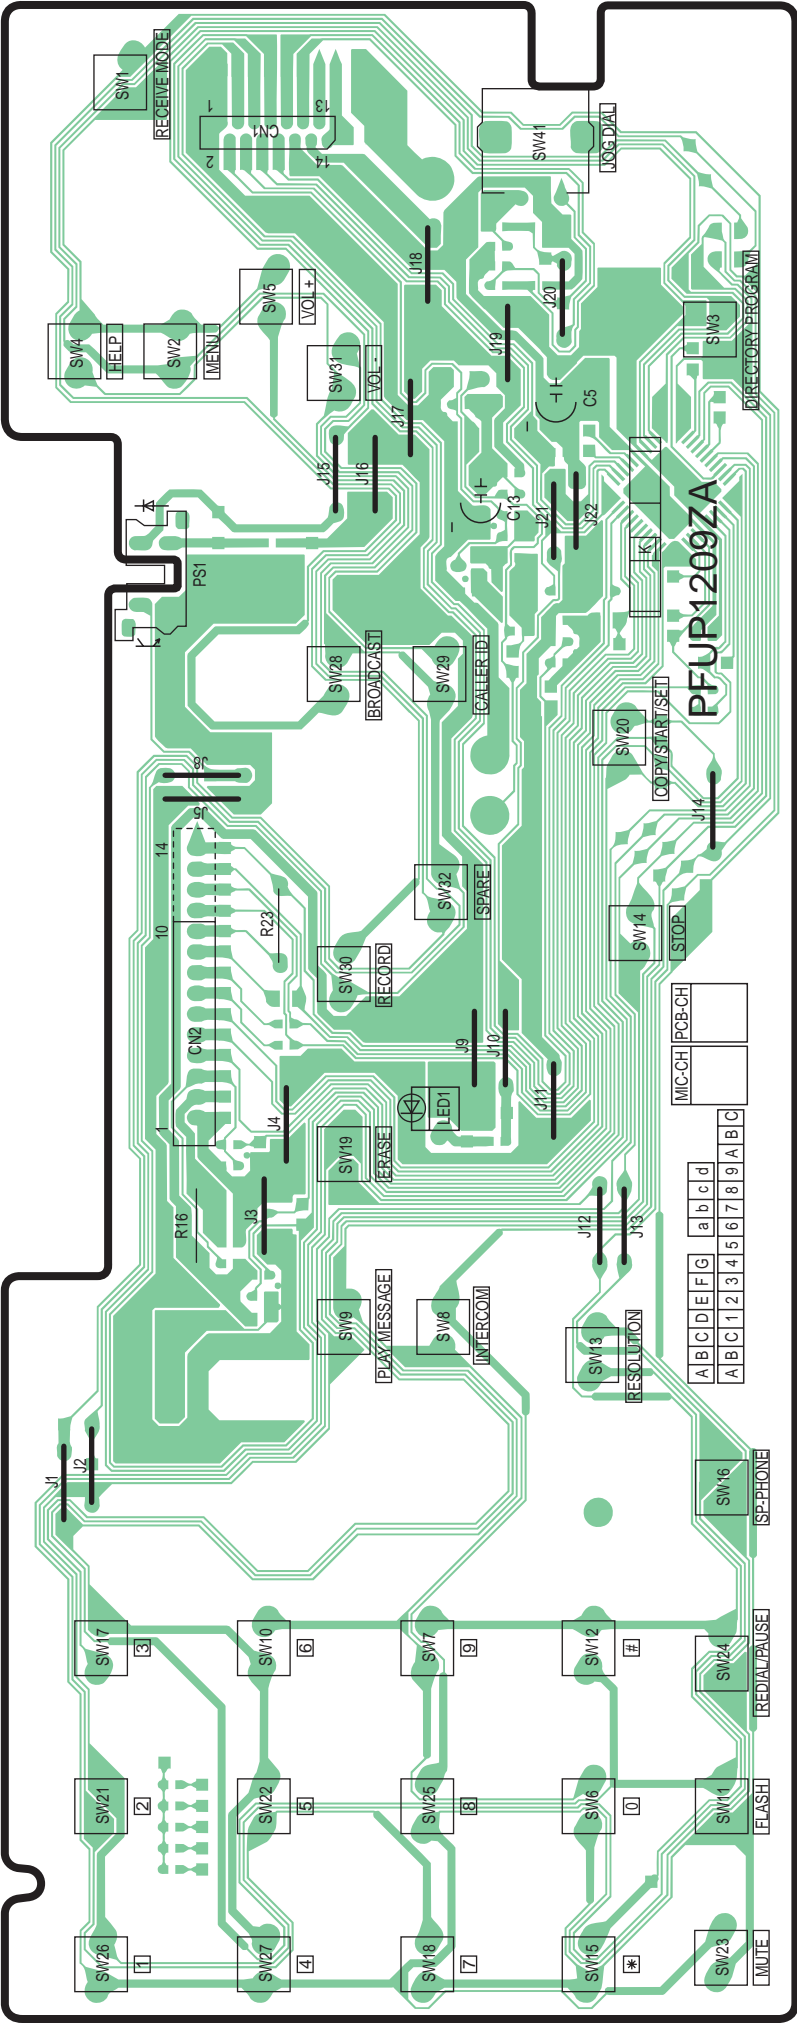 SW1
RECEIVE MODE
1
13
CN1
2
14
SW41
JOG DIAL
J18
SW5
VOL +
J20
SW4
HELP
SW2
MENU
J19
SW3
DIRECTORY PROGRAM
SW31
VOL -
J17
C5
J15
J16
C13
J21
J22
K
PS1
PFUP1209ZA
SW28
BROADCAST
SW29
CALLER ID
SW20
COPY/START/SET
J8
J5
J14
14
10
CN2
1
R23
SW32
SPARE
SW30
RECORD
SW14
STOP
J9
J10
PCB-CH
MIC-CH
LED1
J11
J4
SW19
ERASE
R16
J3
J12
J13
a b c d
A B C D E F G
A B C 1 2 3 4 5 6 7 8 9 A B C
SW9
PLAY MESSAGE
SW8
INTERCOM
SW13
RESOLUTION
J1
J2
SW16
SP-PHONE
SW17
3
SW10
6
SW7
9
SW12
#
SW24
REDIAL/PAUSE
SW21
2
SW22
5
SW25
8
SW6
0
SW11
FLASH
SW26
1
SW27
4
SW18
7
SW15
*
SW23
MUTE